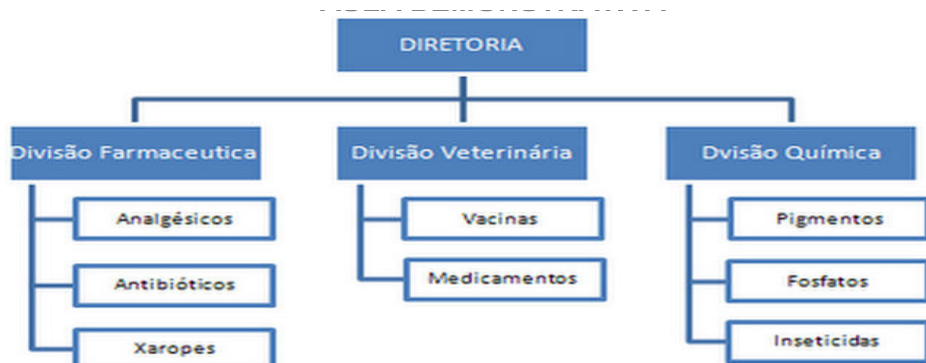 DIRETORIA
Divisão Farmaceutica
Divisão Veterinária
Dvisão Química
Analgésicos
Vacinas
Pigmentos
Antibióticos
Medicamentos
Fosfatos
Xaropes
Inseticidas